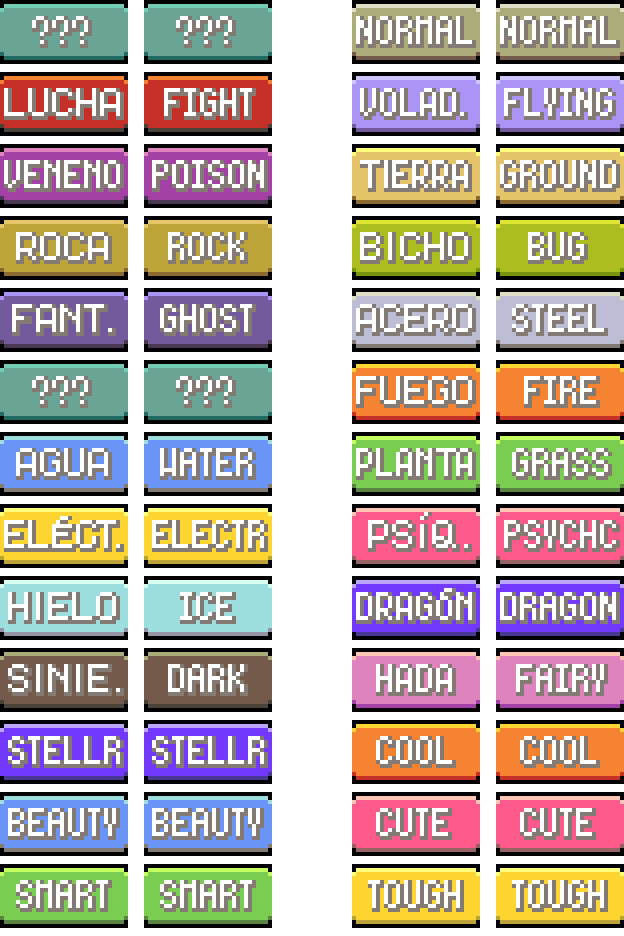 ??? ??? NORMAL NORMAL
LUCHA FIGHT VOLAD. FLYING
VENENO POISON TIERRA GROUND
ROCA ROCK BICHO BUG
FANT. GHOST ACERO STEEL
??? ??? FUEGO FIRE
AGUA WATER PLANTA GRASS
ELÉCT. ELECTR PSÍQ. PSYCHC
HIELO ICE DRAGÓN DRAGON
SINIE. DARK HADA FAIRY
STELLR STELLR COOL COOL
BEAUTY BEAUTY CUTE CUTE
SMART SMART TOUGH TOUGH